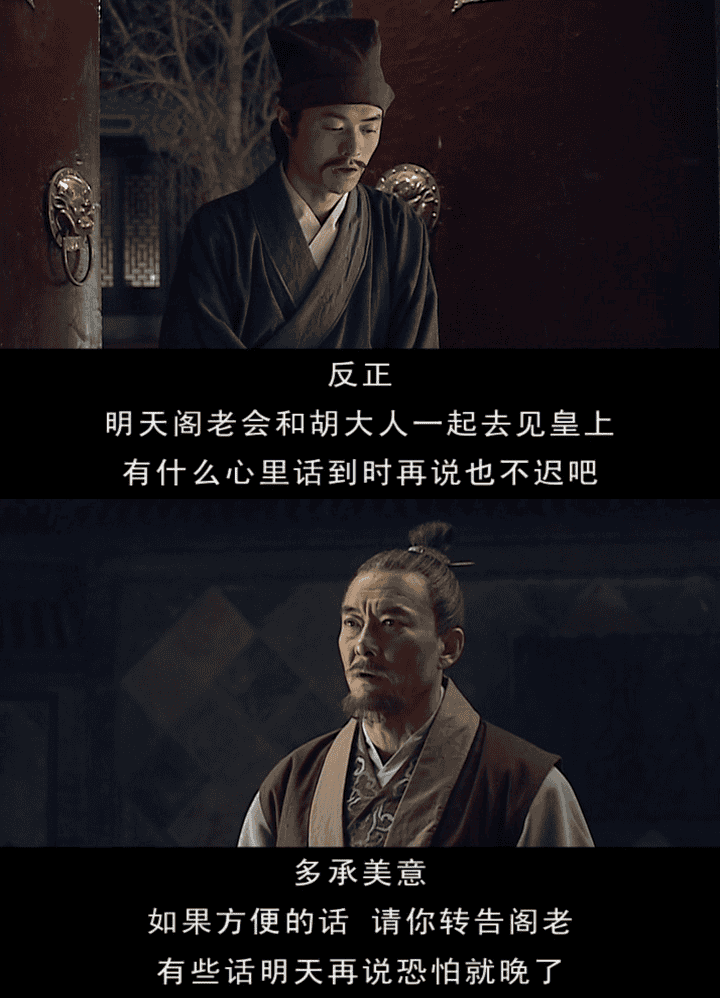 反正
明天阁老会和胡大人一起去见皇上
有什么心里话到时再说也不迟吧
多承美意
如果方便的话 请你转告阁老
有些话明天再说恐怕就晚了